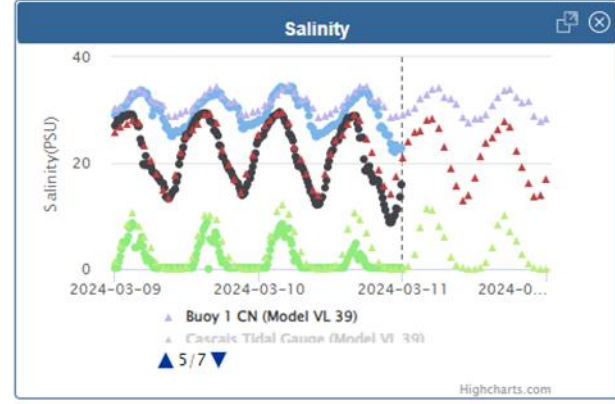 Salinity
40
20
0
Salinity(PSU)
2024-03-09 2024-03-10 2024-03-11 2024-0...
Buoy 1 CN (Model VL 39)
Cascais Tidal Gauge (Model VL 39)
5/7
Highcharts.com